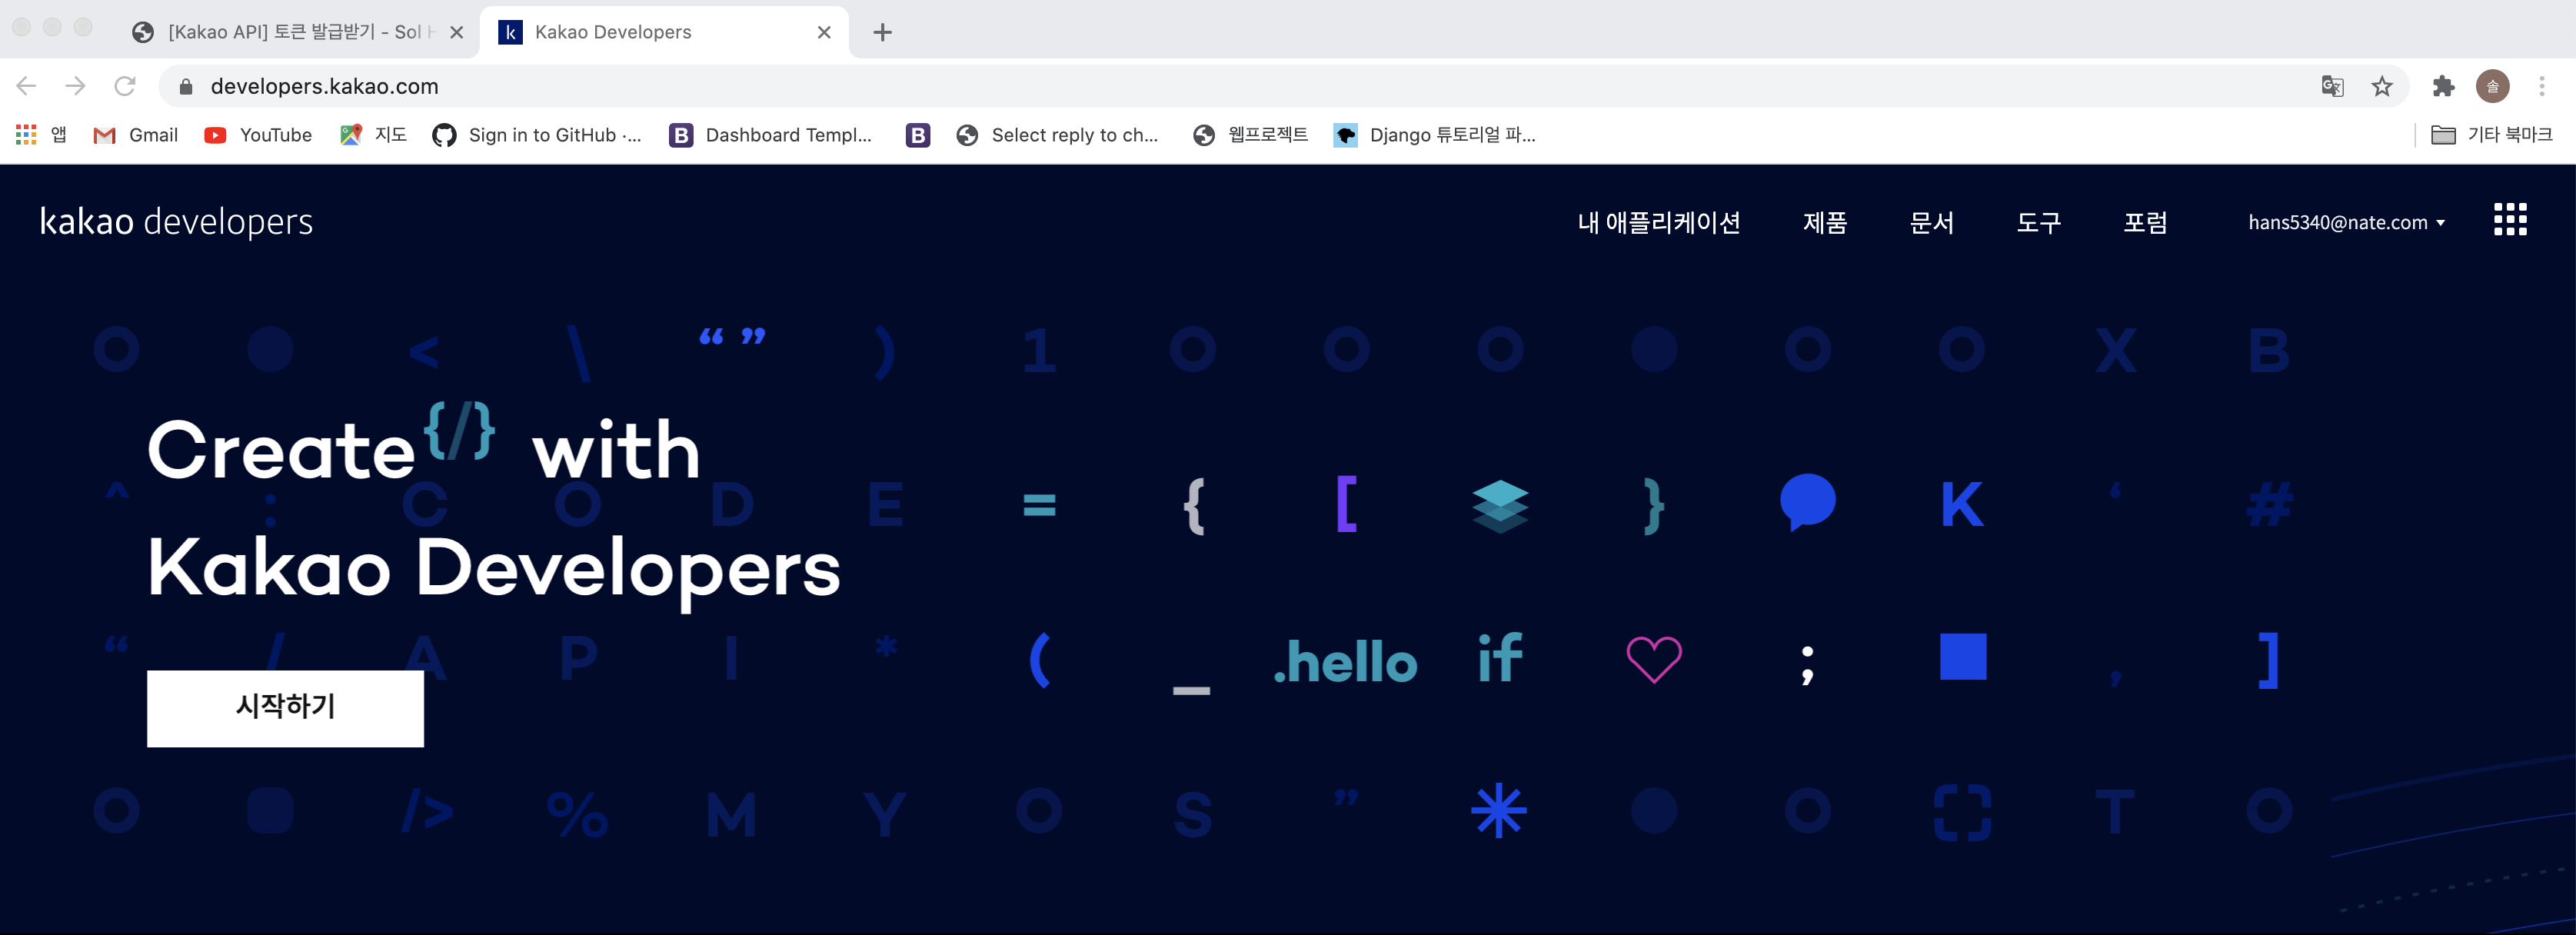 [Kakao API] 토큰 발급받기 - Sol H
Kakao Developers
developers.kakao.com
솔
앱 Gmail YouTube 지도 Sign in to GitHub ·... Dashboard Templ... B Select reply to ch... 웹프로젝트 Django 튜토리얼 파... 기타 북마크
kakao developers
내 애플리케이션 제품 문서 도구 포럼 hans5340@nate.com
< \ “ ” ) 1 X B
Create {/} with
^ : C O D E = { [ } K ‘ #
Kakao Developers
“ / A P I * ( _ .hello if ; , ]
시작하기
/> % M Y S ” T